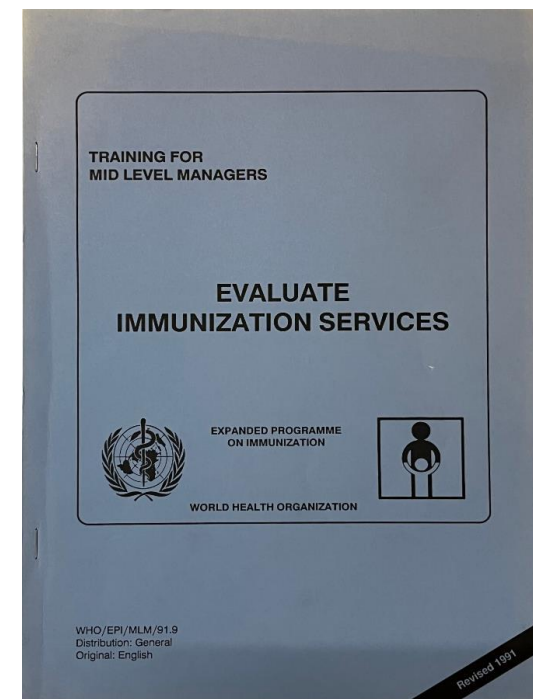 TRAINING FOR
MID LEVEL MANAGERS
EVALUATE
IMMUNIZATION SERVICES
EXPANDED PROGRAMME
ON IMMUNIZATION
WORLD HEALTH ORGANIZATION
WHO/EPI/MLM/91.9
Distribution: General
Original: English
Revised 1991